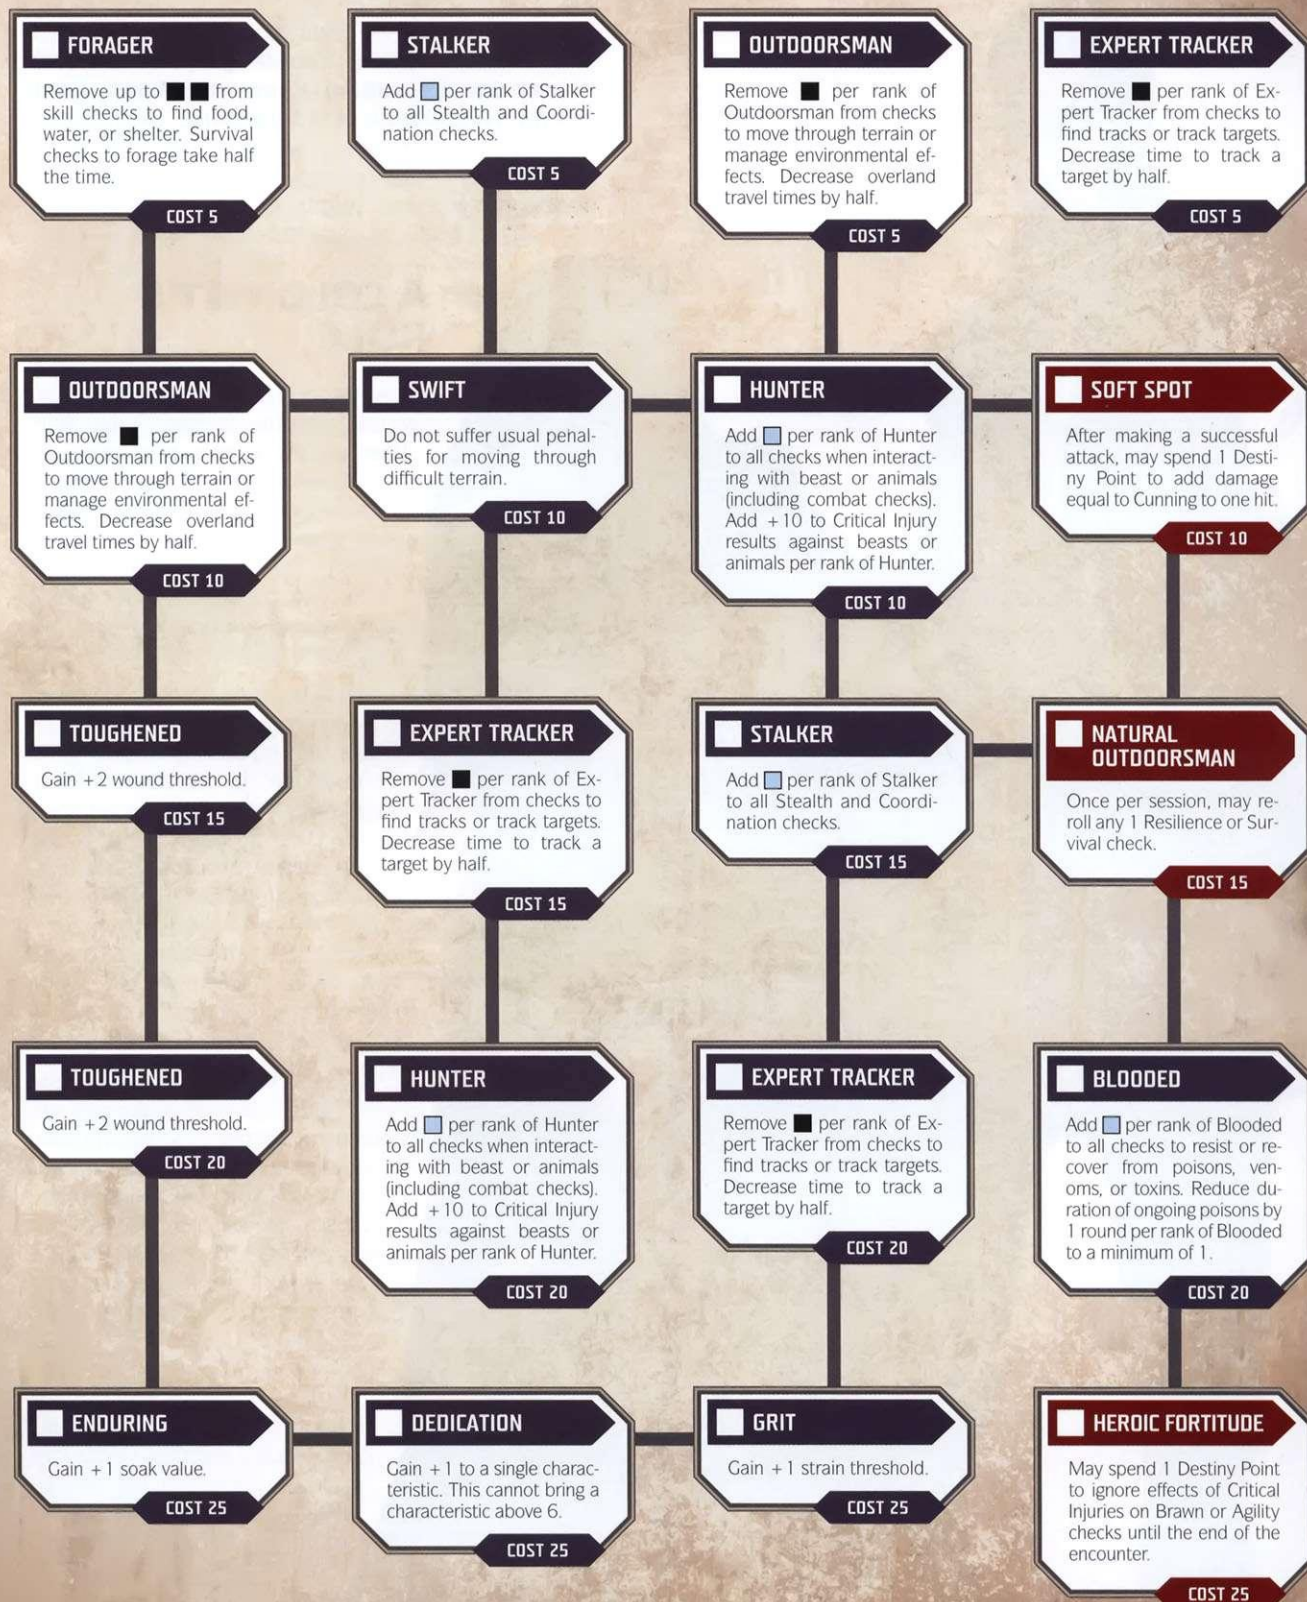 FORAGER
Remove up to from
skill checks to find food,
water, or shelter. Survival
checks to forage take half
the time.
COST 5
STALKER
Add per rank of Stalker
to all Stealth and Coordi-
nation checks.
COST 5
OUTDOORSMAN
Remove per rank of
Outdoorsman from checks
to move through terrain or
manage environmental ef-
fects. Decrease overland
travel times by half.
COST 5
EXPERT TRACKER
Remove per rank of Ex-
pert Tracker from checks to
find tracks or track targets.
Decrease time to track a
target by half.
COST 5
OUTDOORSMAN
Remove per rank of
Outdoorsman from checks
to move through terrain or
manage environmental ef-
fects. Decrease overland
travel times by half.
COST 10
SWIFT
Do not suffer usual penal-
ties for moving through
difficult terrain.
COST 10
HUNTER
Add per rank of Hunter
to all checks when interact-
ing with beast or animals
(including combat checks).
Add +10 to Critical Injury
results against beasts or
animals per rank of Hunter.
COST 10
SOFT SPOT
After making a successful
attack, may spend 1 Desti-
ny Point to add damage
equal to Cunning to one hit.
COST 10
TOUGHENED
Gain +2 wound threshold.
COST 15
EXPERT TRACKER
Remove per rank of Ex-
pert Tracker from checks to
find tracks or track targets.
Decrease time to track a
target by half.
COST 15
STALKER
Add per rank of Stalker
to all Stealth and Coordi-
nation checks.
COST 15
NATURAL
OUTDOORSMAN
Once per session, may re-
roll any 1 Resilience or Sur-
vival check.
COST 15
TOUGHENED
Gain +2 wound threshold.
COST 20
HUNTER
Add per rank of Hunter
to all checks when interact-
ing with beast or animals
(including combat checks).
Add +10 to Critical Injury
results against beasts or
animals per rank of Hunter.
COST 20
EXPERT TRACKER
Remove per rank of Ex-
pert Tracker from checks to
find tracks or track targets.
Decrease time to track a
target by half.
COST 20
BLOODED
Add per rank of Blooded
to all checks to resist or re-
cover from poisons, ven-
oms, or toxins. Reduce du-
ration of ongoing poisons by
1 round per rank of Blooded
to a minimum of 1.
COST 20
ENDURING
Gain +1 soak value.
COST 25
DEDICATION
Gain +1 to a single charac-
teristic. This cannot bring a
characteristic above 6.
COST 25
GRIT
Gain +1 strain threshold.
COST 25
HEROIC FORTITUDE
May spend 1 Destiny Point
to ignore effects of Critical
Injuries on Brawn or Agility
checks until the end of the
encounter.
COST 25